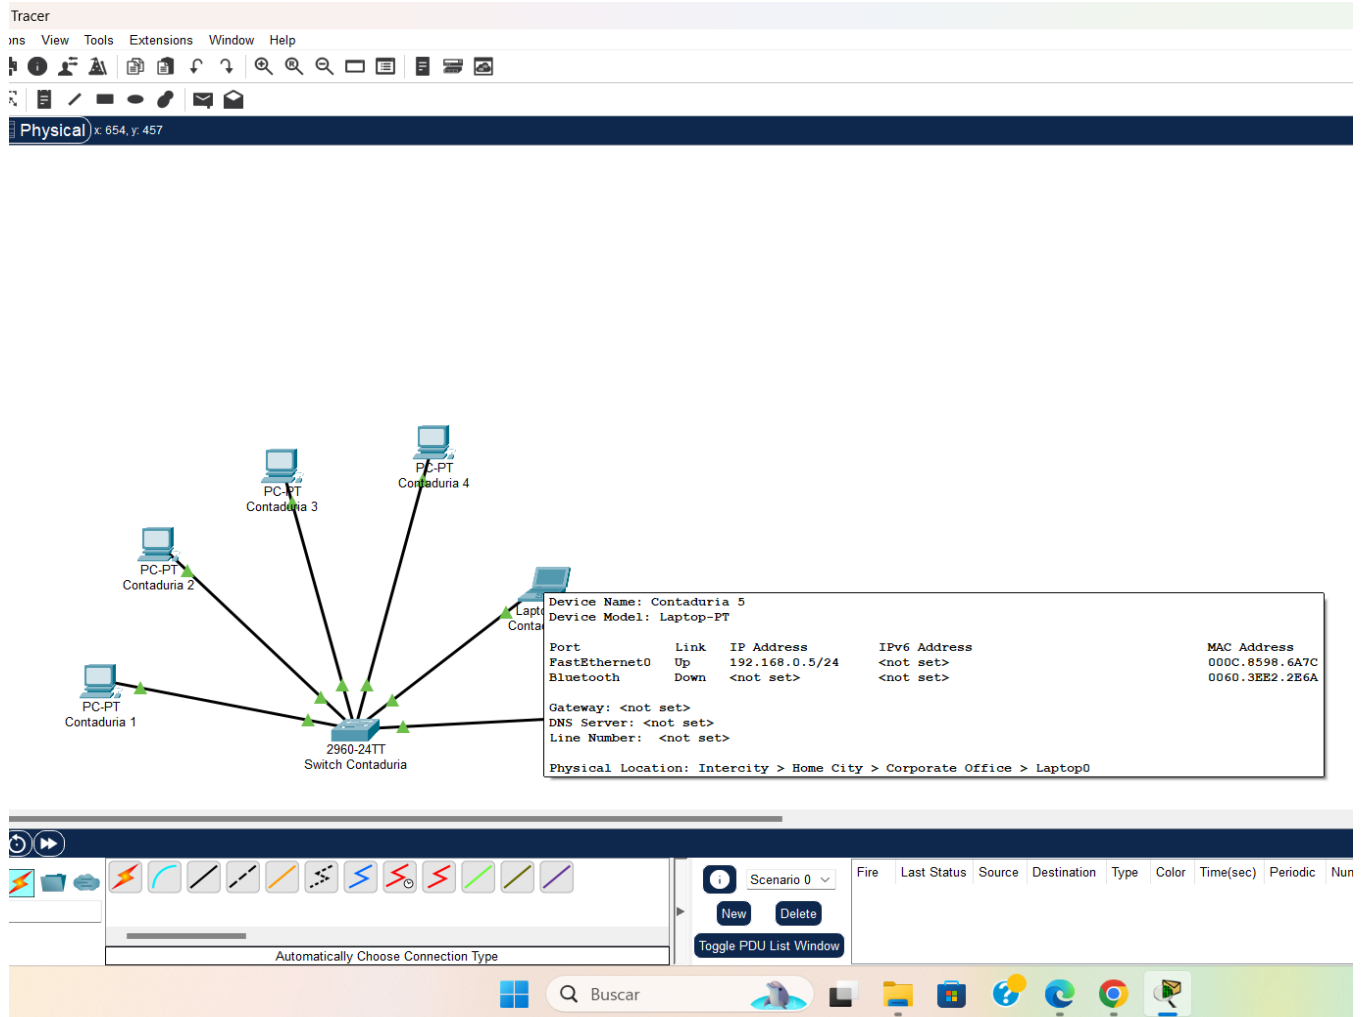 Tracer
ons View Tools Extensions Window Help
Physical x: 654, y: 457
PC-PT
Contaduria 4
PC-PT
Contaduria 3
PC-PT
Contaduria 2
PC-PT
Contaduria 1
2960-24TT
Switch Contaduria
Lapto
Conta
Device Name: Contaduria 5
Device Model: Laptop-PT
Port Link IP Address IPv6 Address MAC Address
FastEthernet0 Up 192.168.0.5/24 <not set> 000C.8598.6A7C
Bluetooth Down <not set> <not set> 0060.3EE2.2E6A
Gateway: <not set>
DNS Server: <not set>
Line Number: <not set>
Physical Location: Intercity > Home City > Corporate Office > Laptop0
Scenario 0
New Delete
Toggle PDU List Window
Fire Last Status Source Destination Type Color Time(sec) Periodic Num
Automatically Choose Connection Type
Buscar